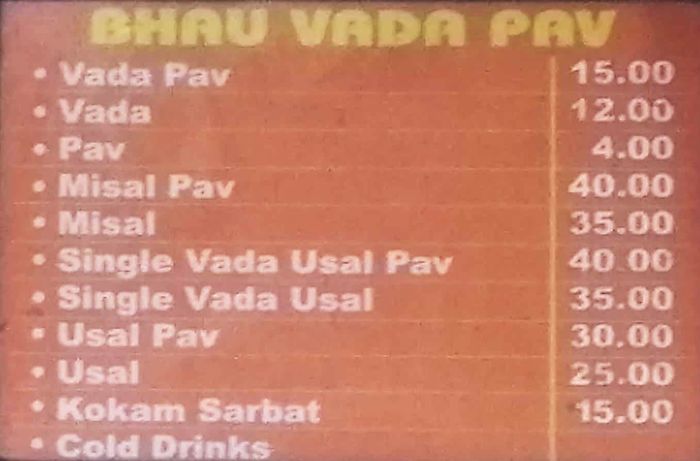 BHAU VADA PAV
• Vada Pav 15.00
• Vada 12.00
• Pav 4.00
• Misal Pav 40.00
• Misal 35.00
• Single Vada Usal Pav 40.00
• Single Vada Usal 35.00
• Usal Pav 30.00
• Usal 25.00
• Kokam Sarbat 15.00
• Cold Drinks